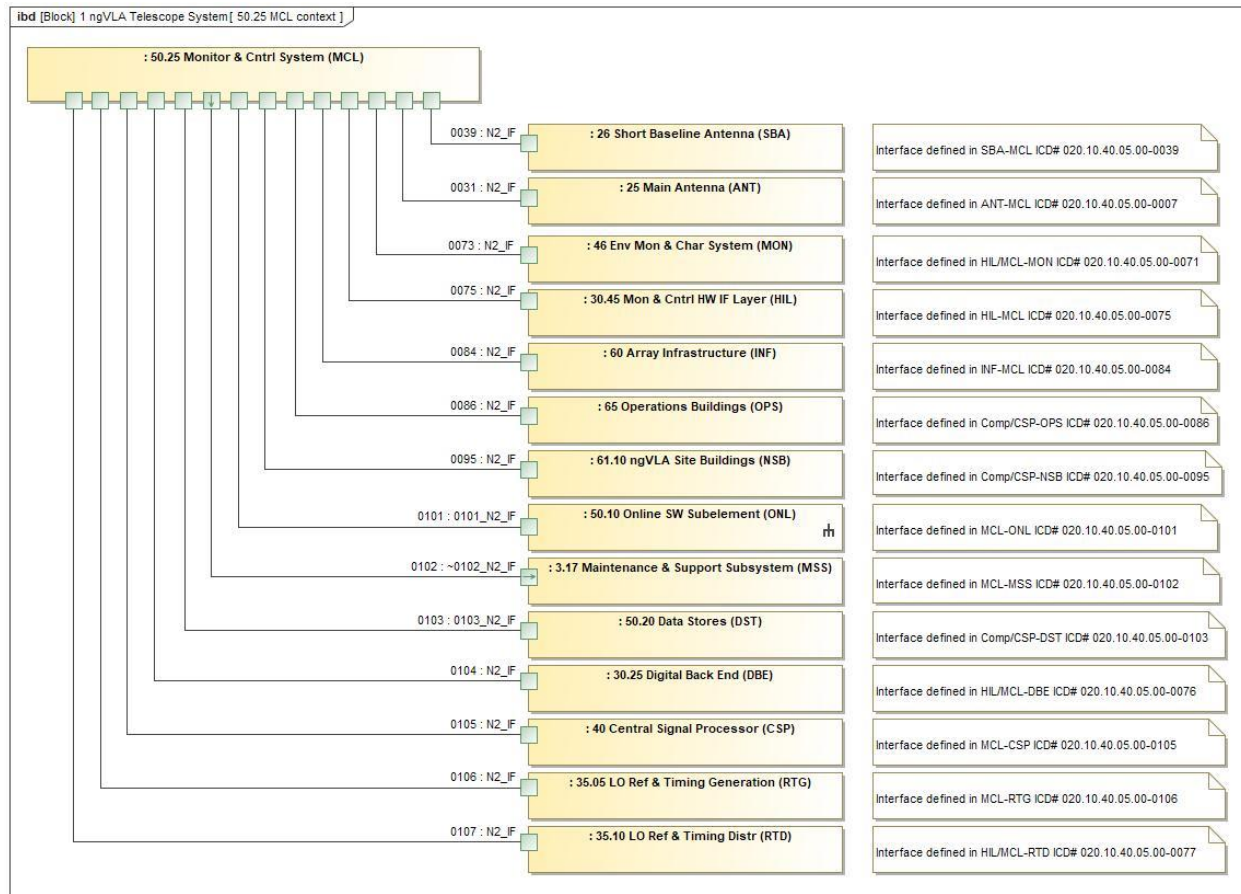 ibd [Block] 1 ngVLA Telescope System[ 50.25 MCL context ]
: 50.25 Monitor & Cntrl System (MCL)
0039 : N2_IF
: 26 Short Baseline Antenna (SBA)
Interface defined in SBA-MCL ICD# 020.10.40.05.00-0039
0031 : N2_IF
: 25 Main Antenna (ANT)
Interface defined in ANT-MCL ICD# 020.10.40.05.00-0007
0073 : N2_IF
: 46 Env Mon & Char System (MON)
Interface defined in HIL/MCL-MON ICD# 020.10.40.05.00-0071
0075 : N2_IF
: 30.45 Mon & Cntrl HW IF Layer (HIL)
Interface defined in HIL-MCL ICD# 020.10.40.05.00-0075
0084 : N2_IF
: 60 Array Infrastructure (INF)
Interface defined in INF-MCL ICD# 020.10.40.05.00-0084
0086 : N2_IF
: 65 Operations Buildings (OPS)
Interface defined in Comp/CSP-OPS ICD# 020.10.40.05.00-0086
0095 : N2_IF
: 61.10 ngVLA Site Buildings (NSB)
Interface defined in Comp/CSP-NSB ICD# 020.10.40.05.00-0095
0101 : 0101_N2_IF
: 50.10 Online SW Subelement (ONL)
Interface defined in MCL-ONL ICD# 020.10.40.05.00-0101
0102 : ~0102_N2_IF
: 3.17 Maintenance & Support Subsystem (MSS)
Interface defined in MCL-MSS ICD# 020.10.40.05.00-0102
0103 : 0103_N2_IF
: 50.20 Data Stores (DST)
Interface defined in Comp/CSP-DST ICD# 020.10.40.05.00-0103
0104 : N2_IF
: 30.25 Digital Back End (DBE)
Interface defined in HIL/MCL-DBE ICD# 020.10.40.05.00-0076
0105 : N2_IF
: 40 Central Signal Processor (CSP)
Interface defined in MCL-CSP ICD# 020.10.40.05.00-0105
0106 : N2_IF
: 35.05 LO Ref & Timing Generation (RTG)
Interface defined in MCL-RTG ICD# 020.10.40.05.00-0106
0107 : N2_IF
: 35.10 LO Ref & Timing Distr (RTD)
Interface defined in HIL/MCL-RTD ICD# 020.10.40.05.00-0077